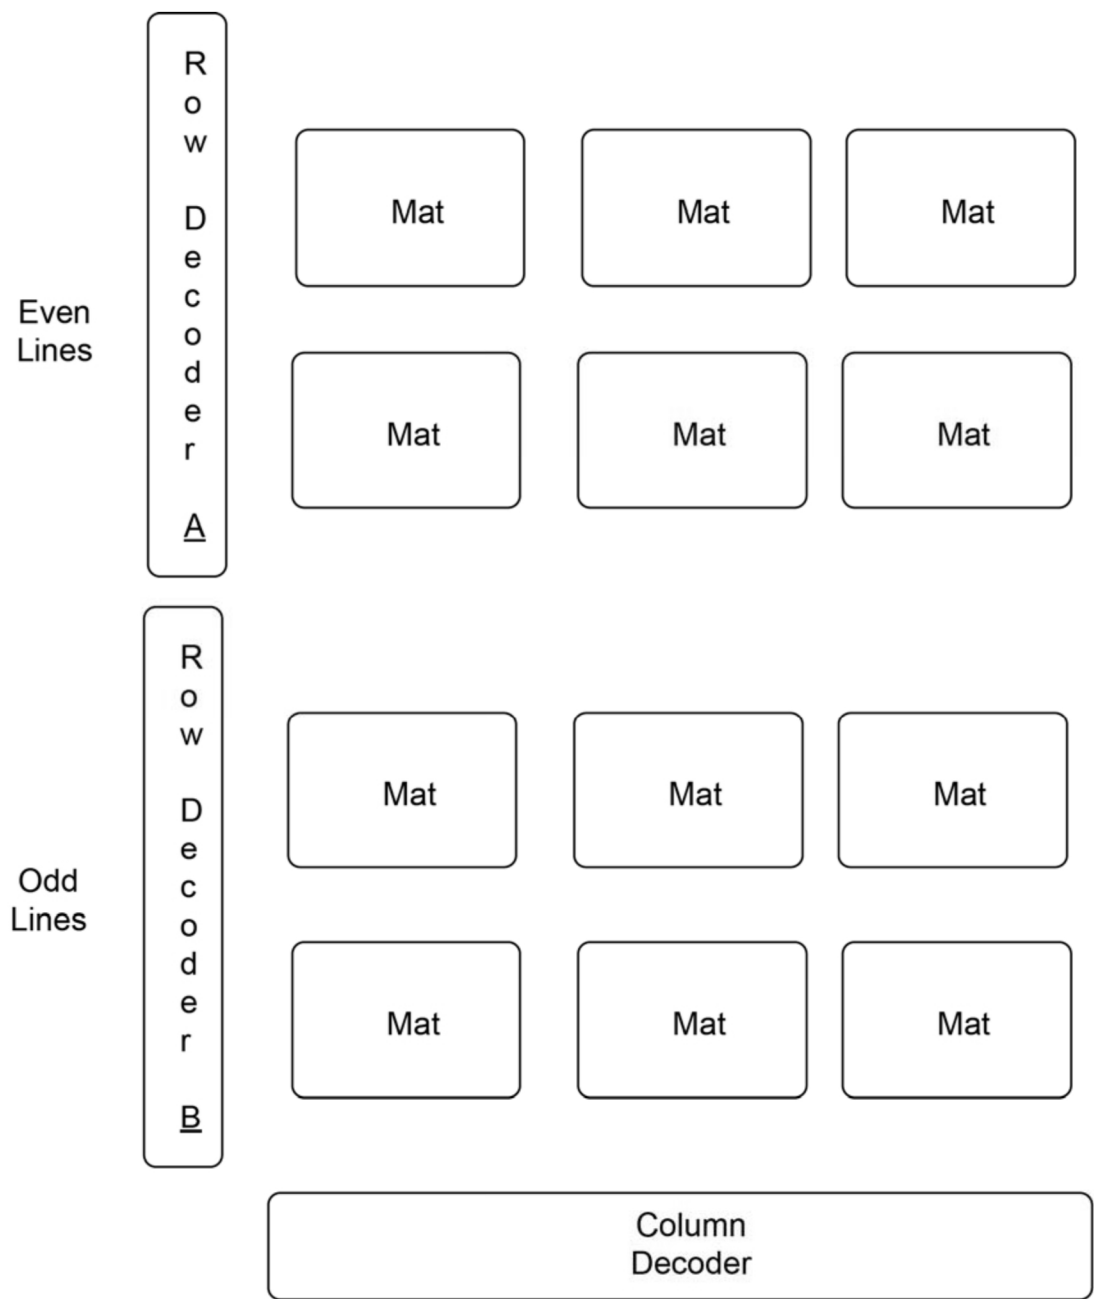 Row Decoder A
Mat Mat Mat
Even
Lines
Mat Mat Mat
Row Decoder B
Mat Mat Mat
Odd
Lines
Mat Mat Mat
Column
Decoder